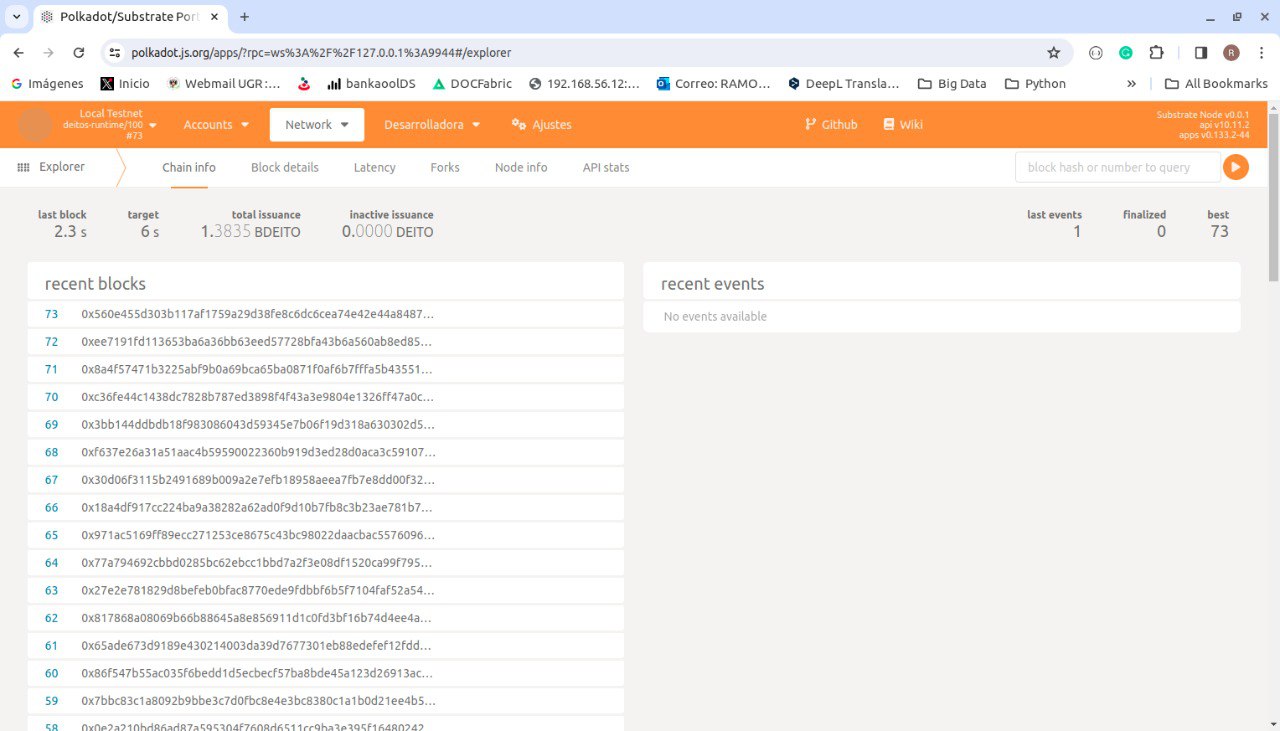 Polkadot/Substrate Port
polkadot.js.org/apps/?rpc=ws%3A%2F%2F127.0.0.1%3A9944#/explorer
R
Imágenes Inicio Webmail UGR :... bankaoolDS DOCFabric 192.168.56.12:... Correo: RAMO... DeepL Transla... Big Data Python » All Bookmarks
Local Testnet
deitos-runtime/100
#73
Accounts Network Desarrolladora Ajustes Github Wiki
Substrate Node v0.0.1
api v10.11.2
apps v0.133.2-44
Explorer Chain info Block details Latency Forks Node info API stats block hash or number to query
last block target total issuance inactive issuance last events finalized best
2.3 s 6 s 1.3835 BDEITO 0.0000 DEITO 1 0 73
recent blocks
73 0x560e455d303b117af1759a29d38fe8c6dc6cea74e42e44a8487...
72 0xee7191fd113653ba6a36bb63eed57728bfa43b6a560ab8ed85...
71 0x8a4f57471b3225abf9b0a69bca65ba0871f0af6b7fffa5b43551...
70 0xc36fe44c1438dc7828b787ed3898f4f43a3e9804e1326ff47a0c...
69 0x3bb144ddbdb18f983086043d59345e7b06f19d318a630302d5...
68 0xf637e26a31a51aac4b59590022360b919d3ed28d0aca3c59107...
67 0x30d06f3115b2491689b009a2e7efb18958aeea7fb7e8dd00f32...
66 0x18a4df917cc224ba9a38282a62ad0f9d10b7fb8c3b23ae781b7...
65 0x971ac5169ff89ecc271253ce8675c43bc98022daacbac5576096...
64 0x77a794692cbbd0285bc62ebcc1bbd7a2f3e08df1520ca99f795...
63 0x27e2e781829d8befeb0bfac8770ede9fdbbf6b5f7104faf52a54...
62 0x817868a08069b66b88645a8e856911d1c0fd3bf16b74d4ee4a...
61 0x65ade673d9189e430214003da39d7677301eb88edefef12fdd...
60 0x86f547b55ac035f6bedd1d5ecbecf57ba8bde45a123d26913ac...
59 0x7bbc83c1a8092b9bbe3c7d0fbc8e4e3bc8380c1a1b0d21ee4b5...
58 0x0e2a210bd86ad87a595304f7608d6511cc9ba3e395f16480242
recent events
No events available